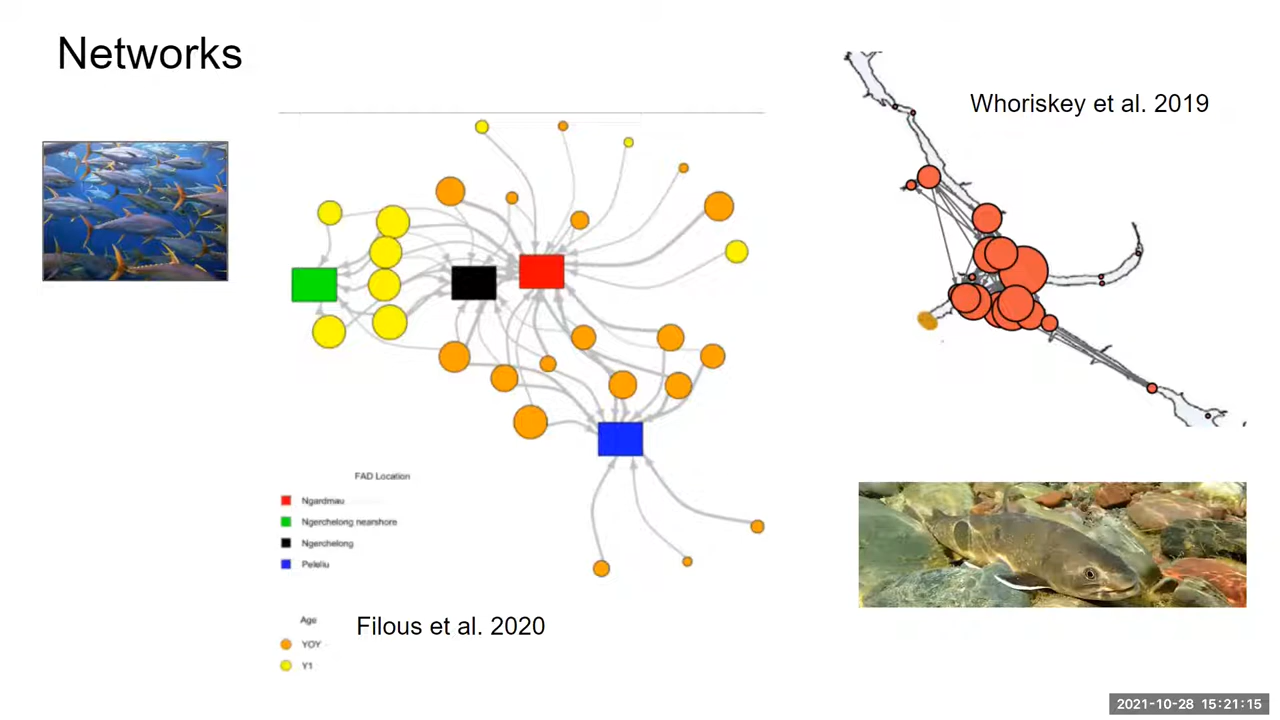 Networks
Whoriskey et al. 2019
FAD Location
Ngardmau
Ngerchelong nearshore
Ngerchelong
Peleliu
Age
YOY
Y1
Filous et al. 2020
2021-10-28 15:21:15